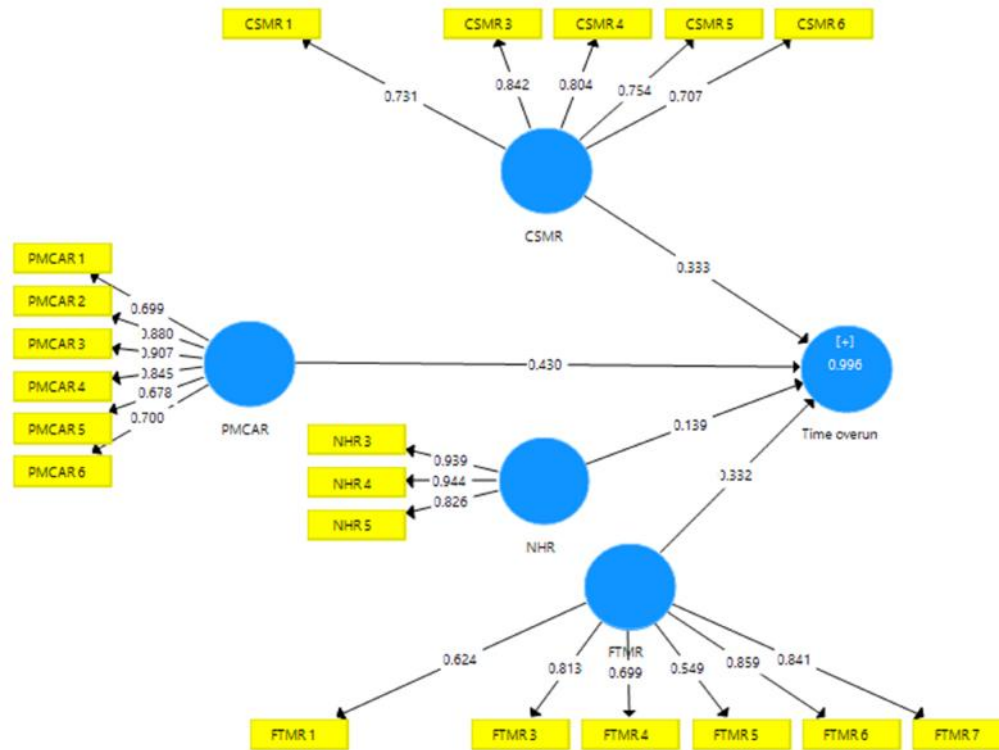 CSMR 1
CSMR 3
CSMR 4
CSMR 5
CSMR 6
0.731
0.842
0.804
0.754
0.707
CSMR
0.333
PMCAR 1
PMCAR 2
PMCAR 3
PMCAR 4
PMCAR 5
PMCAR 6
0.699
0.880
0.907
0.845
0.678
0.700
PMCAR
0.430
[+]
0.996
Time overun
NHR 3
NHR 4
NHR 5
0.939
0.944
0.826
NHR
0.139
0.332
FTMR
0.624
0.813
0.699
0.549
0.859
0.841
FTMR 1
FTMR 3
FTMR 4
FTMR 5
FTMR 6
FTMR 7